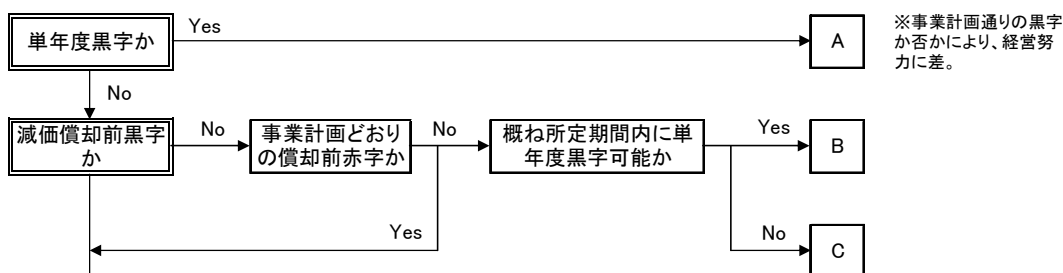 単年度黒字か
Yes
A
※事業計画通りの黒字
か否かにより、経営努
力に差。
No
減価償却前黒字
か
No
事業計画どおり
の償却前赤字か
No
概ね所定期間内に単
年度黒字可能か
Yes
B
Yes
No
C